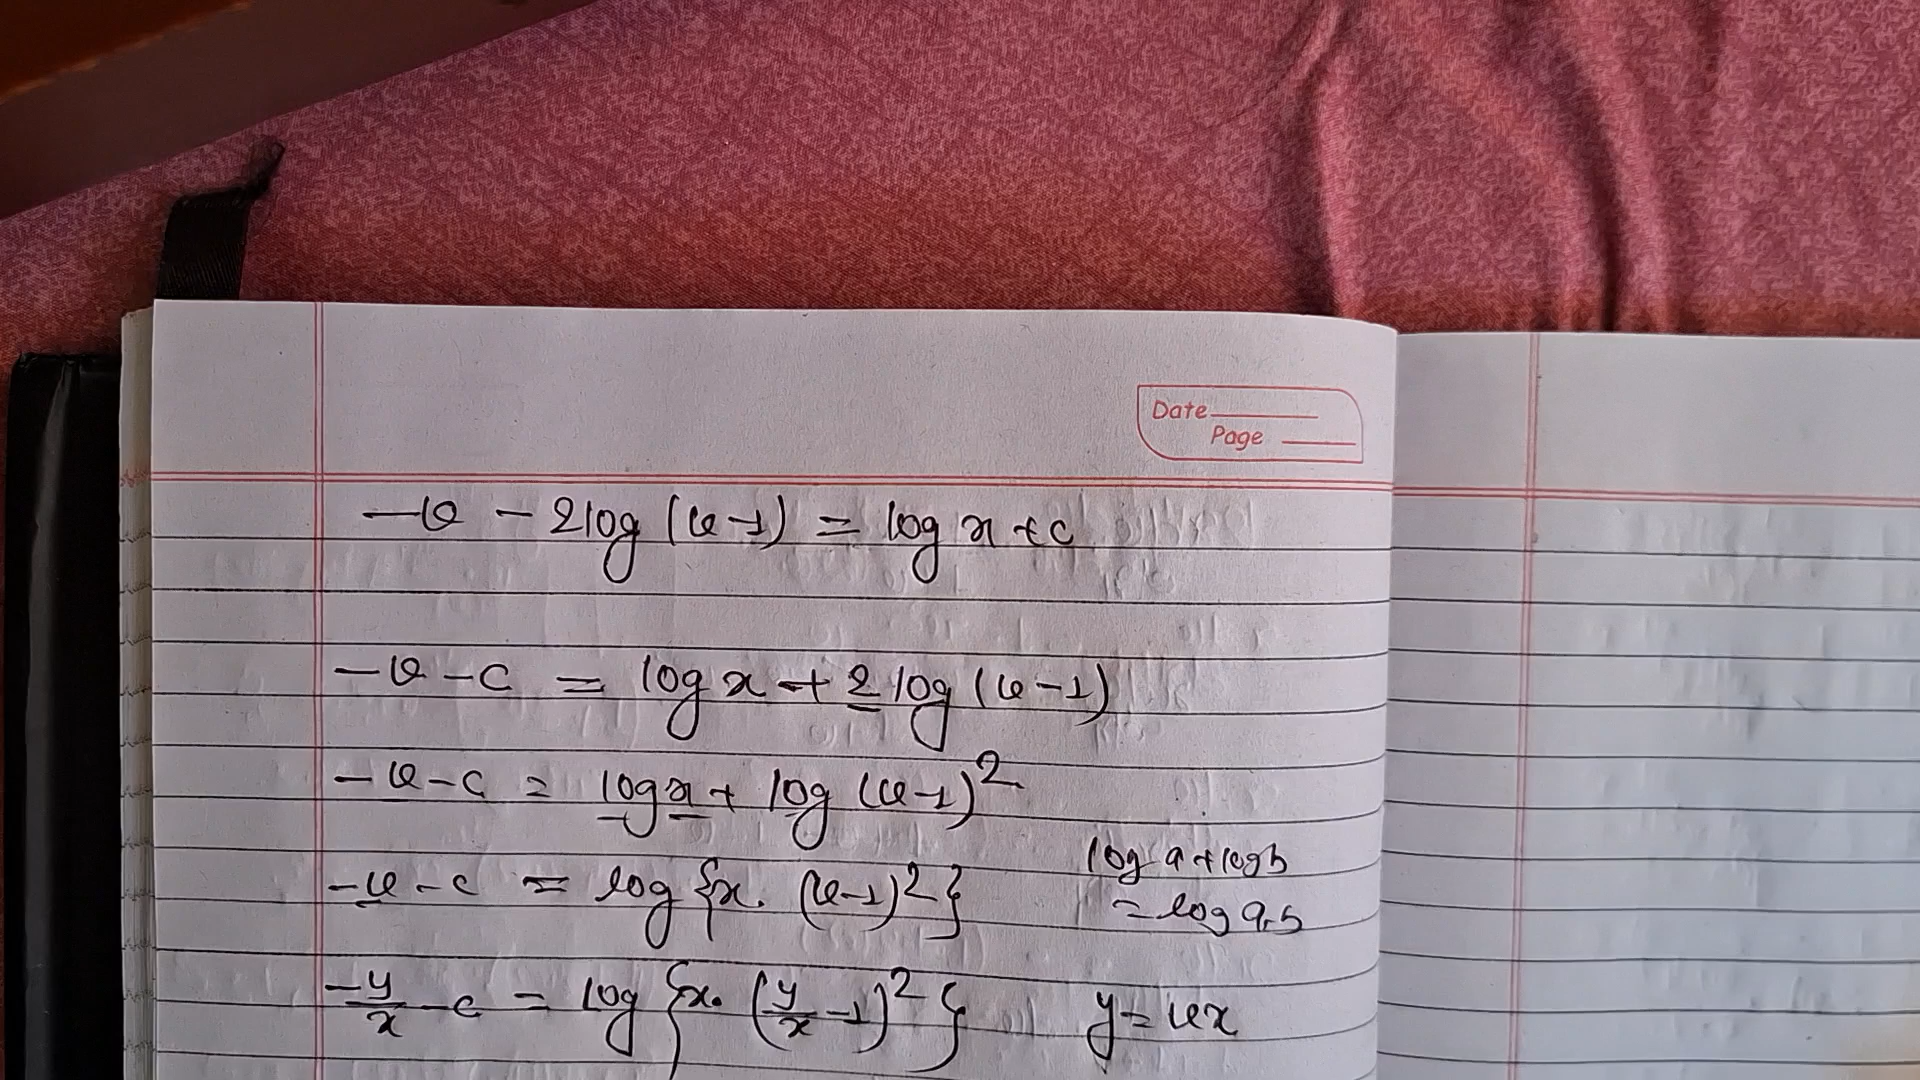 Date
Page
-v - 2log (v-1) = log x + c
-v - c = log x + 2 log (v-1)
-v - c = log x + log (v-1)²
-v - c = log {x. (v-1)²}
log a + log b
= log a.b
-y/x - c = log {x. (y/x - 1)²}
y = vx